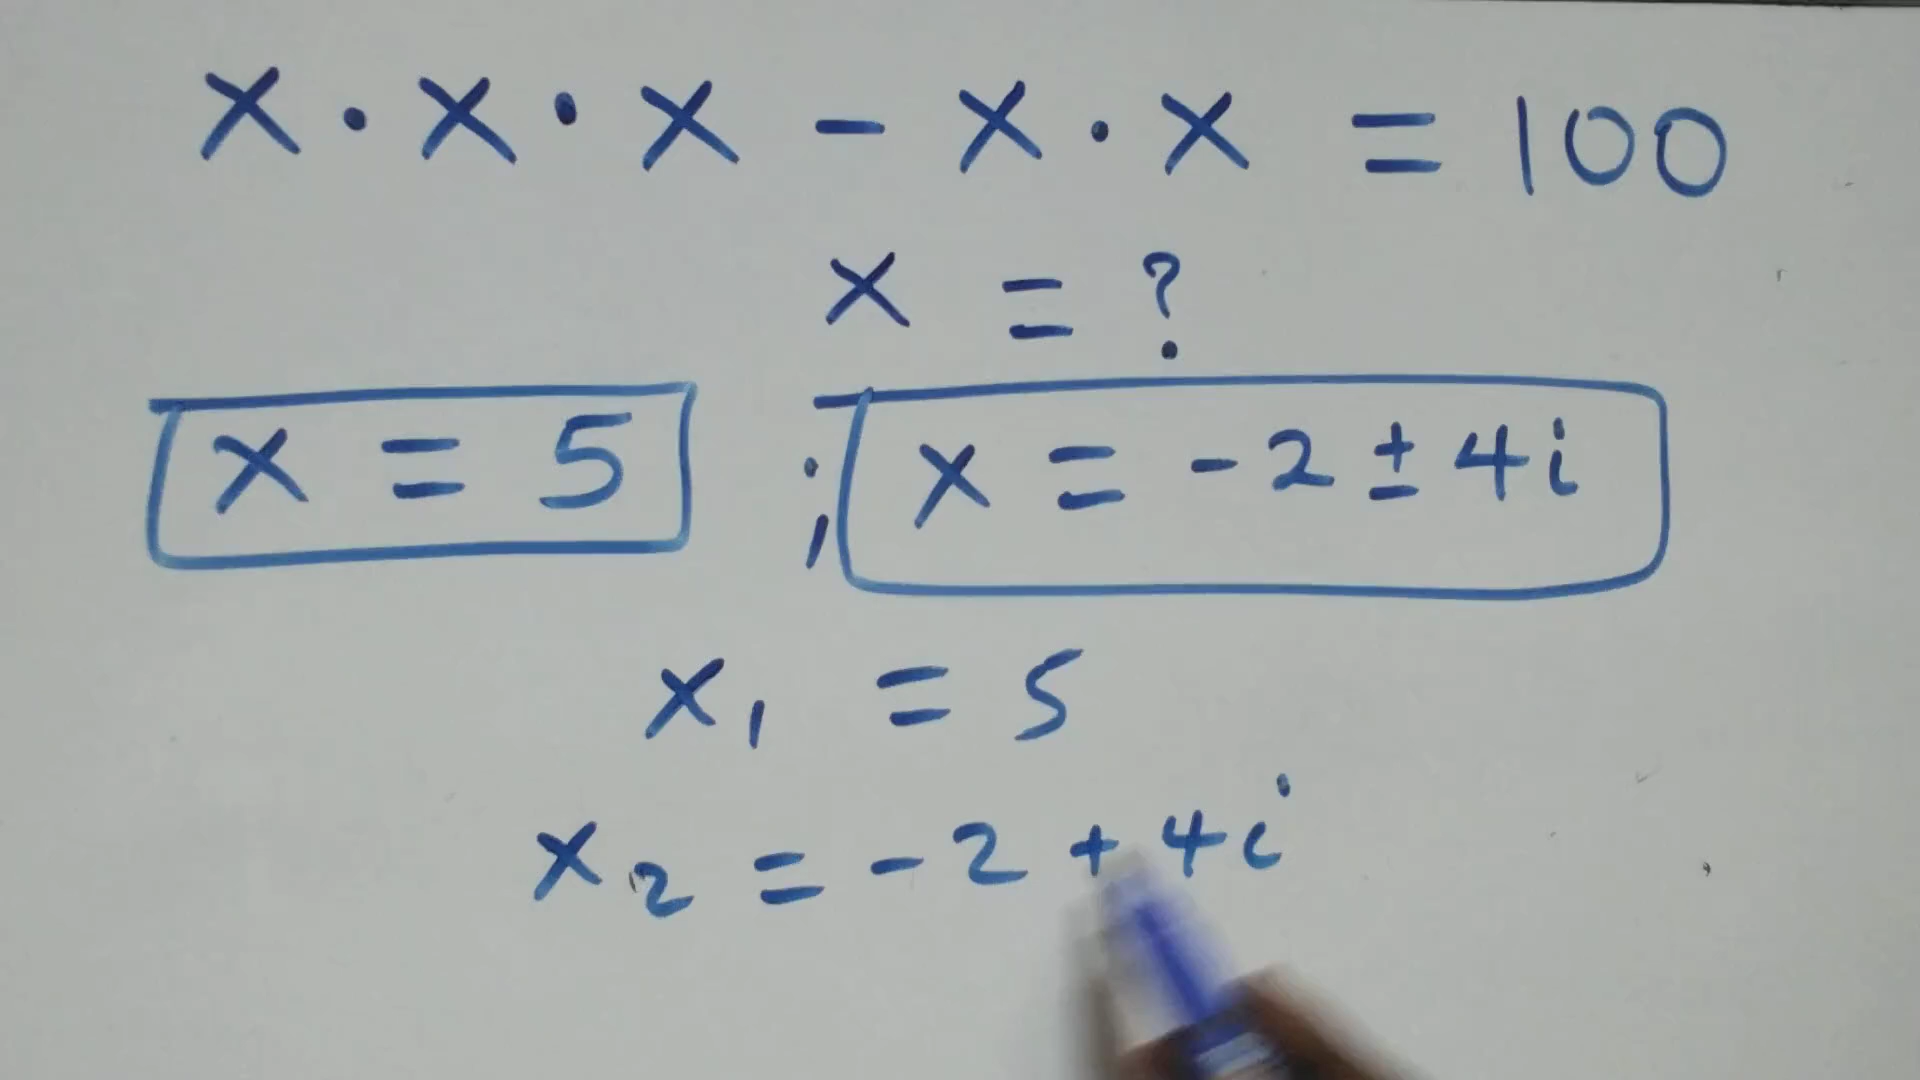 x · x · x - x · x = 100
x = ?
x = 5 ; x = -2 ± 4i
x₁ = 5
x₂ = -2 + 4i